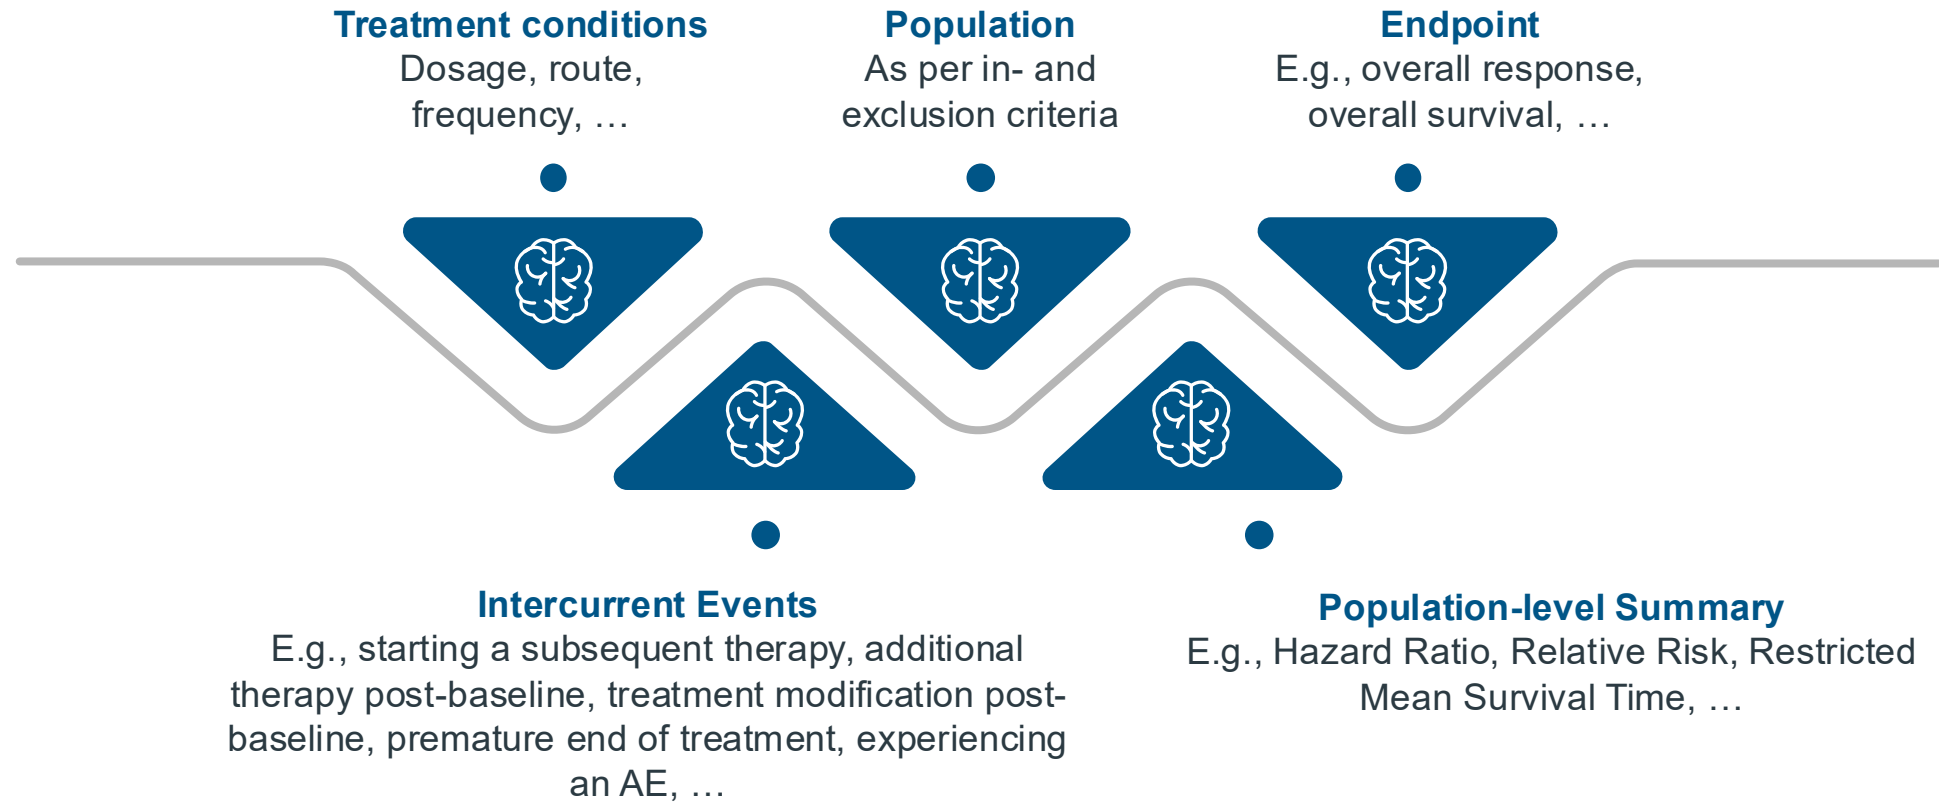 Treatment conditions
Dosage, route,
frequency, …
Population
As per in- and
exclusion criteria
Endpoint
E.g., overall response,
overall survival, …
Intercurrent Events
E.g., starting a subsequent therapy, additional
therapy post-baseline, treatment modification post-
baseline, premature end of treatment, experiencing
an AE, …
Population-level Summary
E.g., Hazard Ratio, Relative Risk, Restricted
Mean Survival Time, …